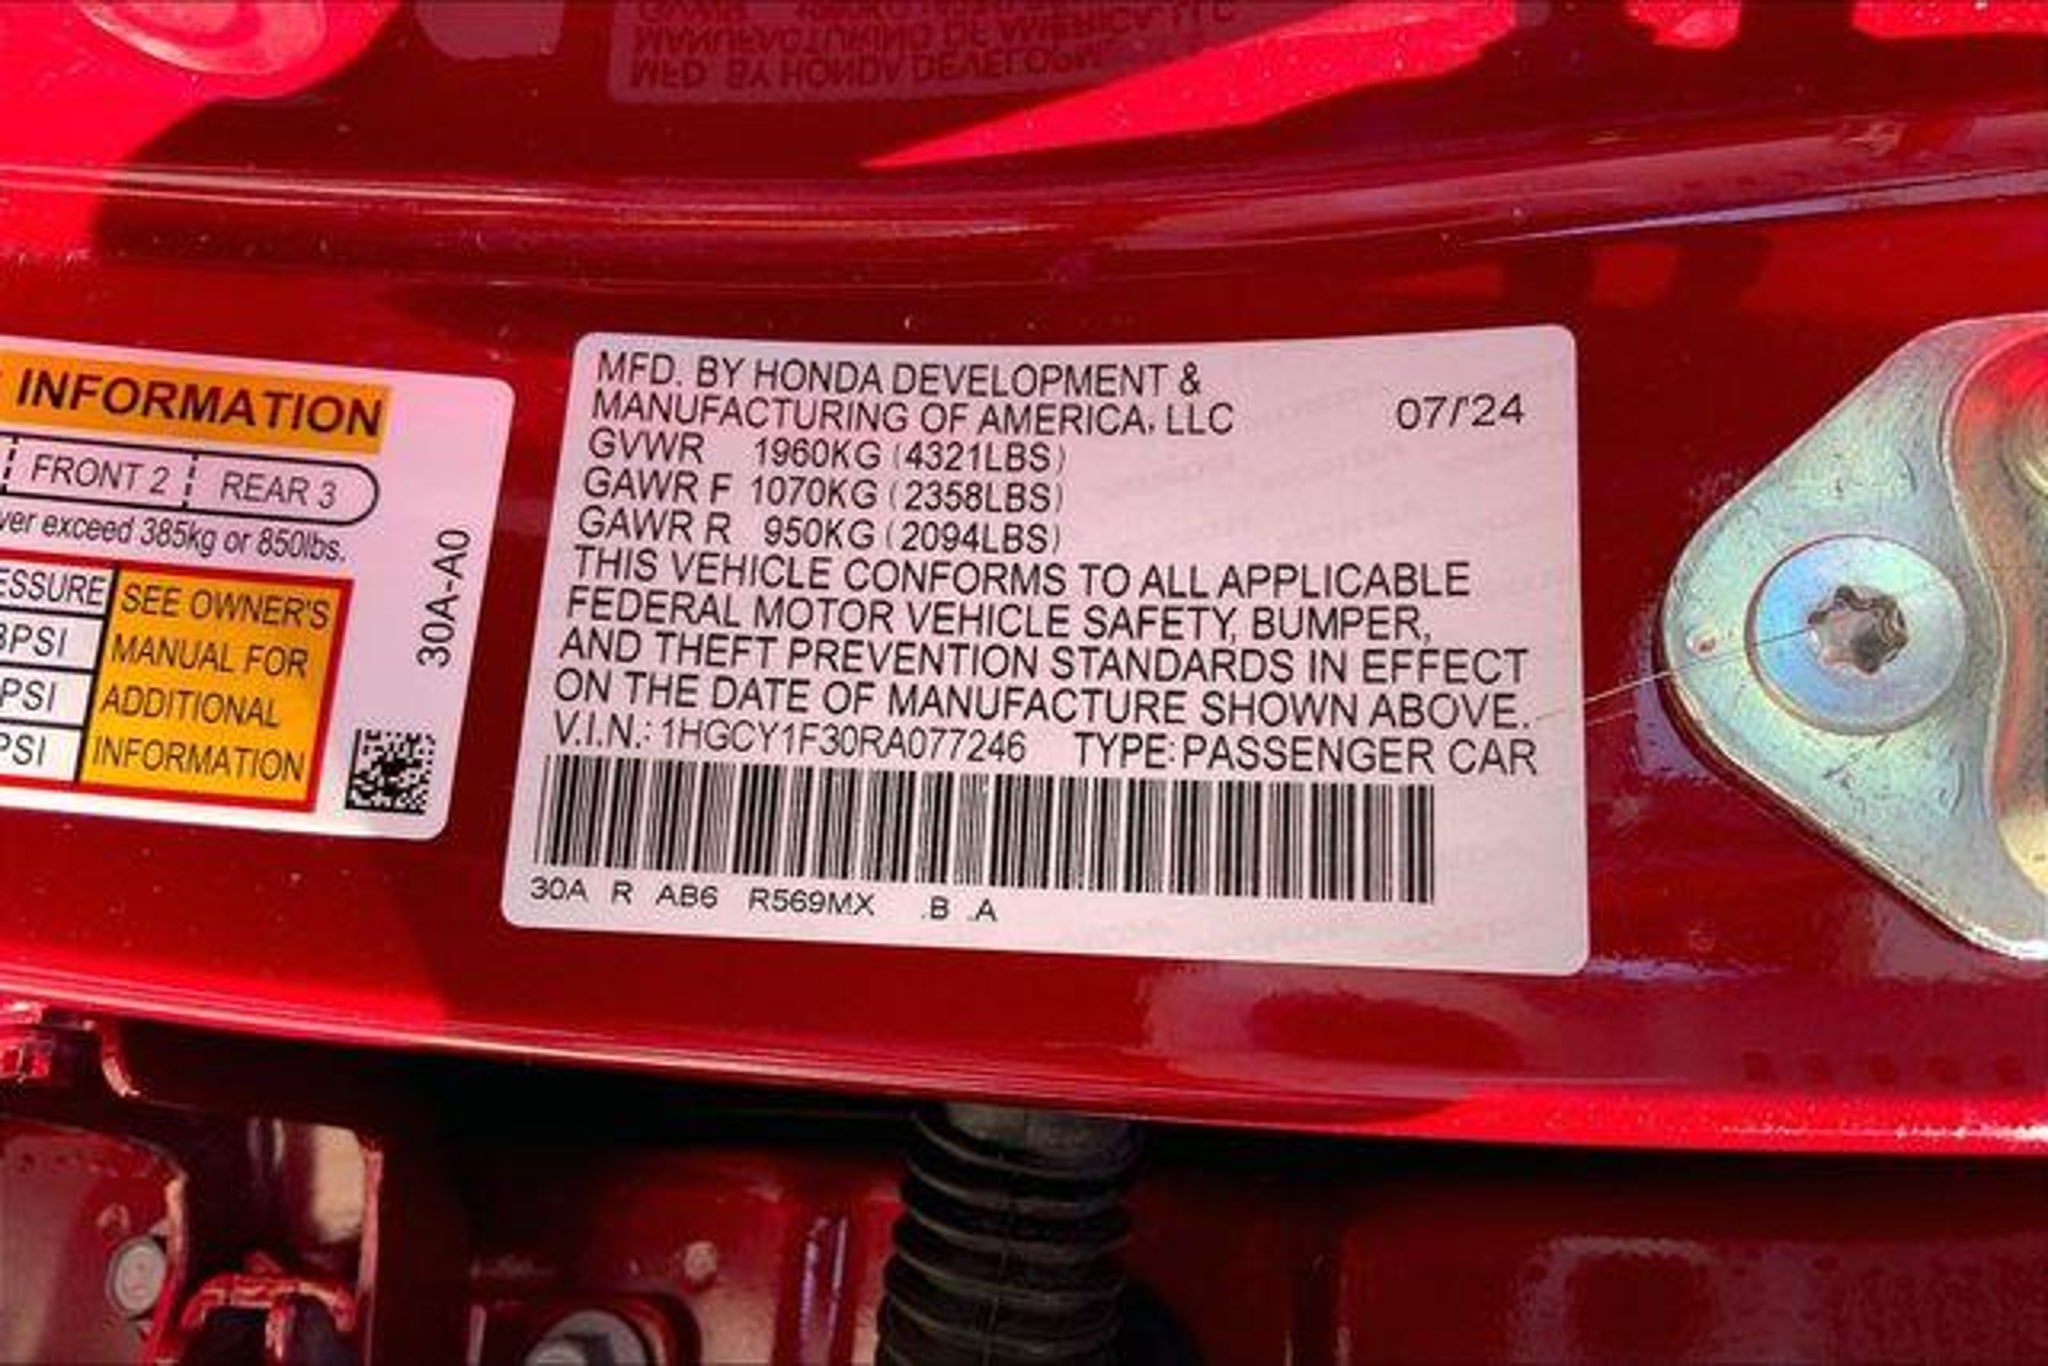 INFORMATION
FRONT 2 REAR 3
exceed 385kg or 850lbs.
PSI
PSI
PSI
SEE OWNER'S
MANUAL FOR
ADDITIONAL
INFORMATION
30A-A0
MFD. BY HONDA DEVELOPMENT &
MANUFACTURING OF AMERICA, LLC 07/'24
GVWR 1960KG (4321LBS)
GAWR F 1070KG (2358LBS)
GAWR R 950KG (2094LBS)
THIS VEHICLE CONFORMS TO ALL APPLICABLE
FEDERAL MOTOR VEHICLE SAFETY, BUMPER,
AND THEFT PREVENTION STANDARDS IN EFFECT
ON THE DATE OF MANUFACTURE SHOWN ABOVE.
V.I.N.: 1HGCY1F30RA077246 TYPE: PASSENGER CAR
30A R AB6 R569MX .B .A